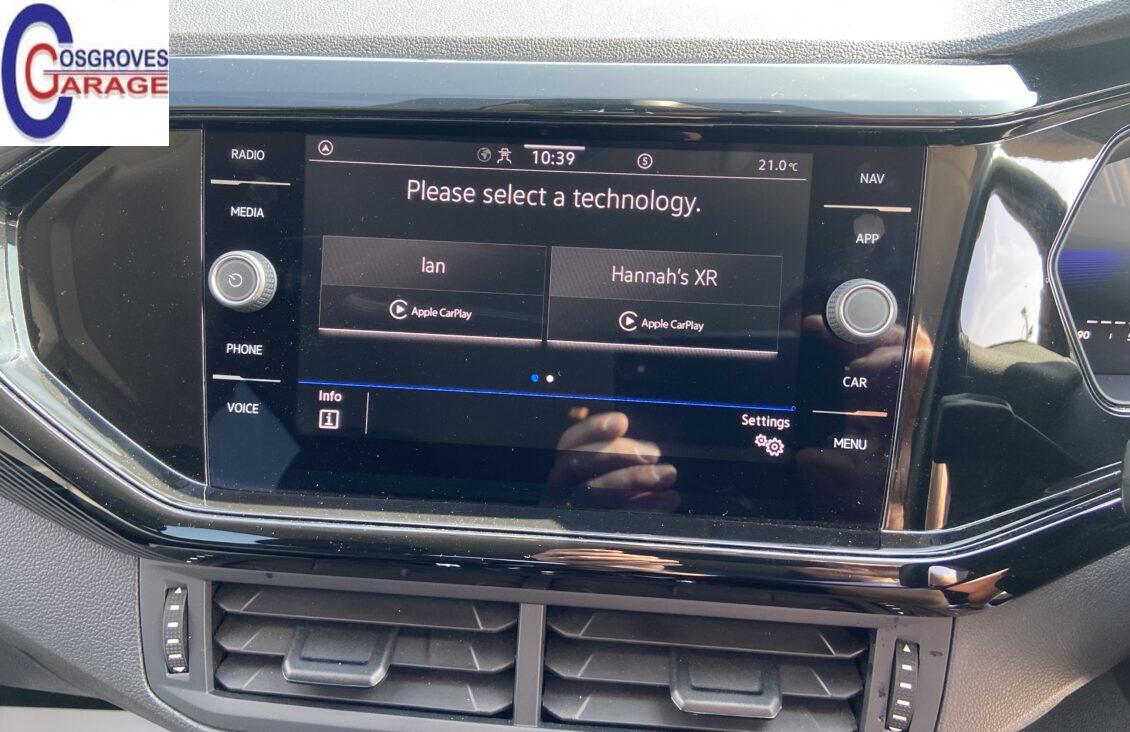 COSGROVES
GARAGE
RADIO
MEDIA
PHONE
VOICE
10:39
S
21.0°C
Please select a technology.
Ian
Apple CarPlay
Hannah's XR
Apple CarPlay
Info
i
Settings
NAV
APP
CAR
MENU
90